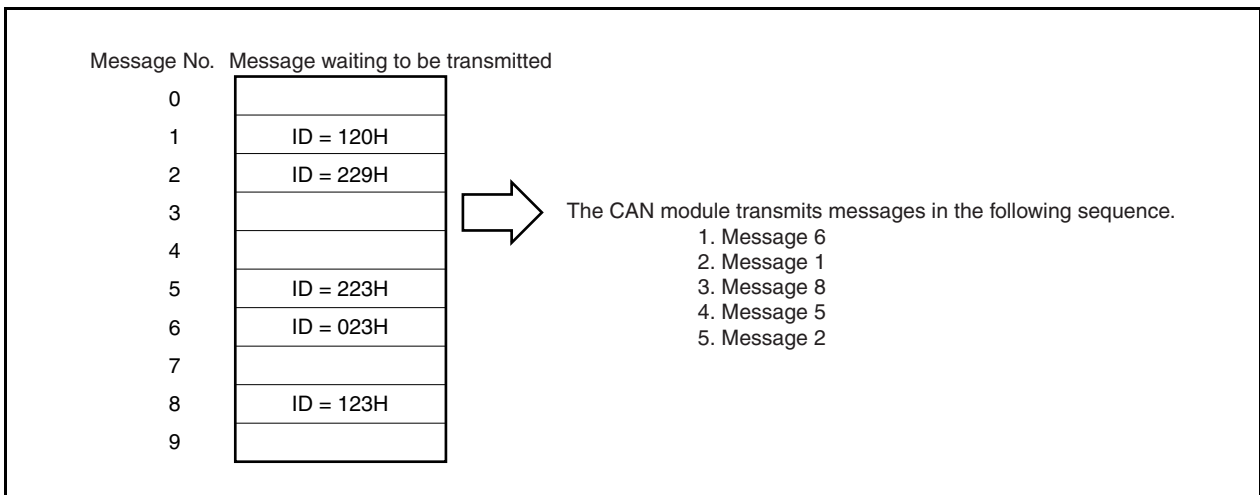 Message No. Message waiting to be transmitted
0
1 ID = 120H
2 ID = 229H
3
4
5 ID = 223H
6 ID = 023H
7
8 ID = 123H
9
The CAN module transmits messages in the following sequence.
1. Message 6
2. Message 1
3. Message 8
4. Message 5
5. Message 2